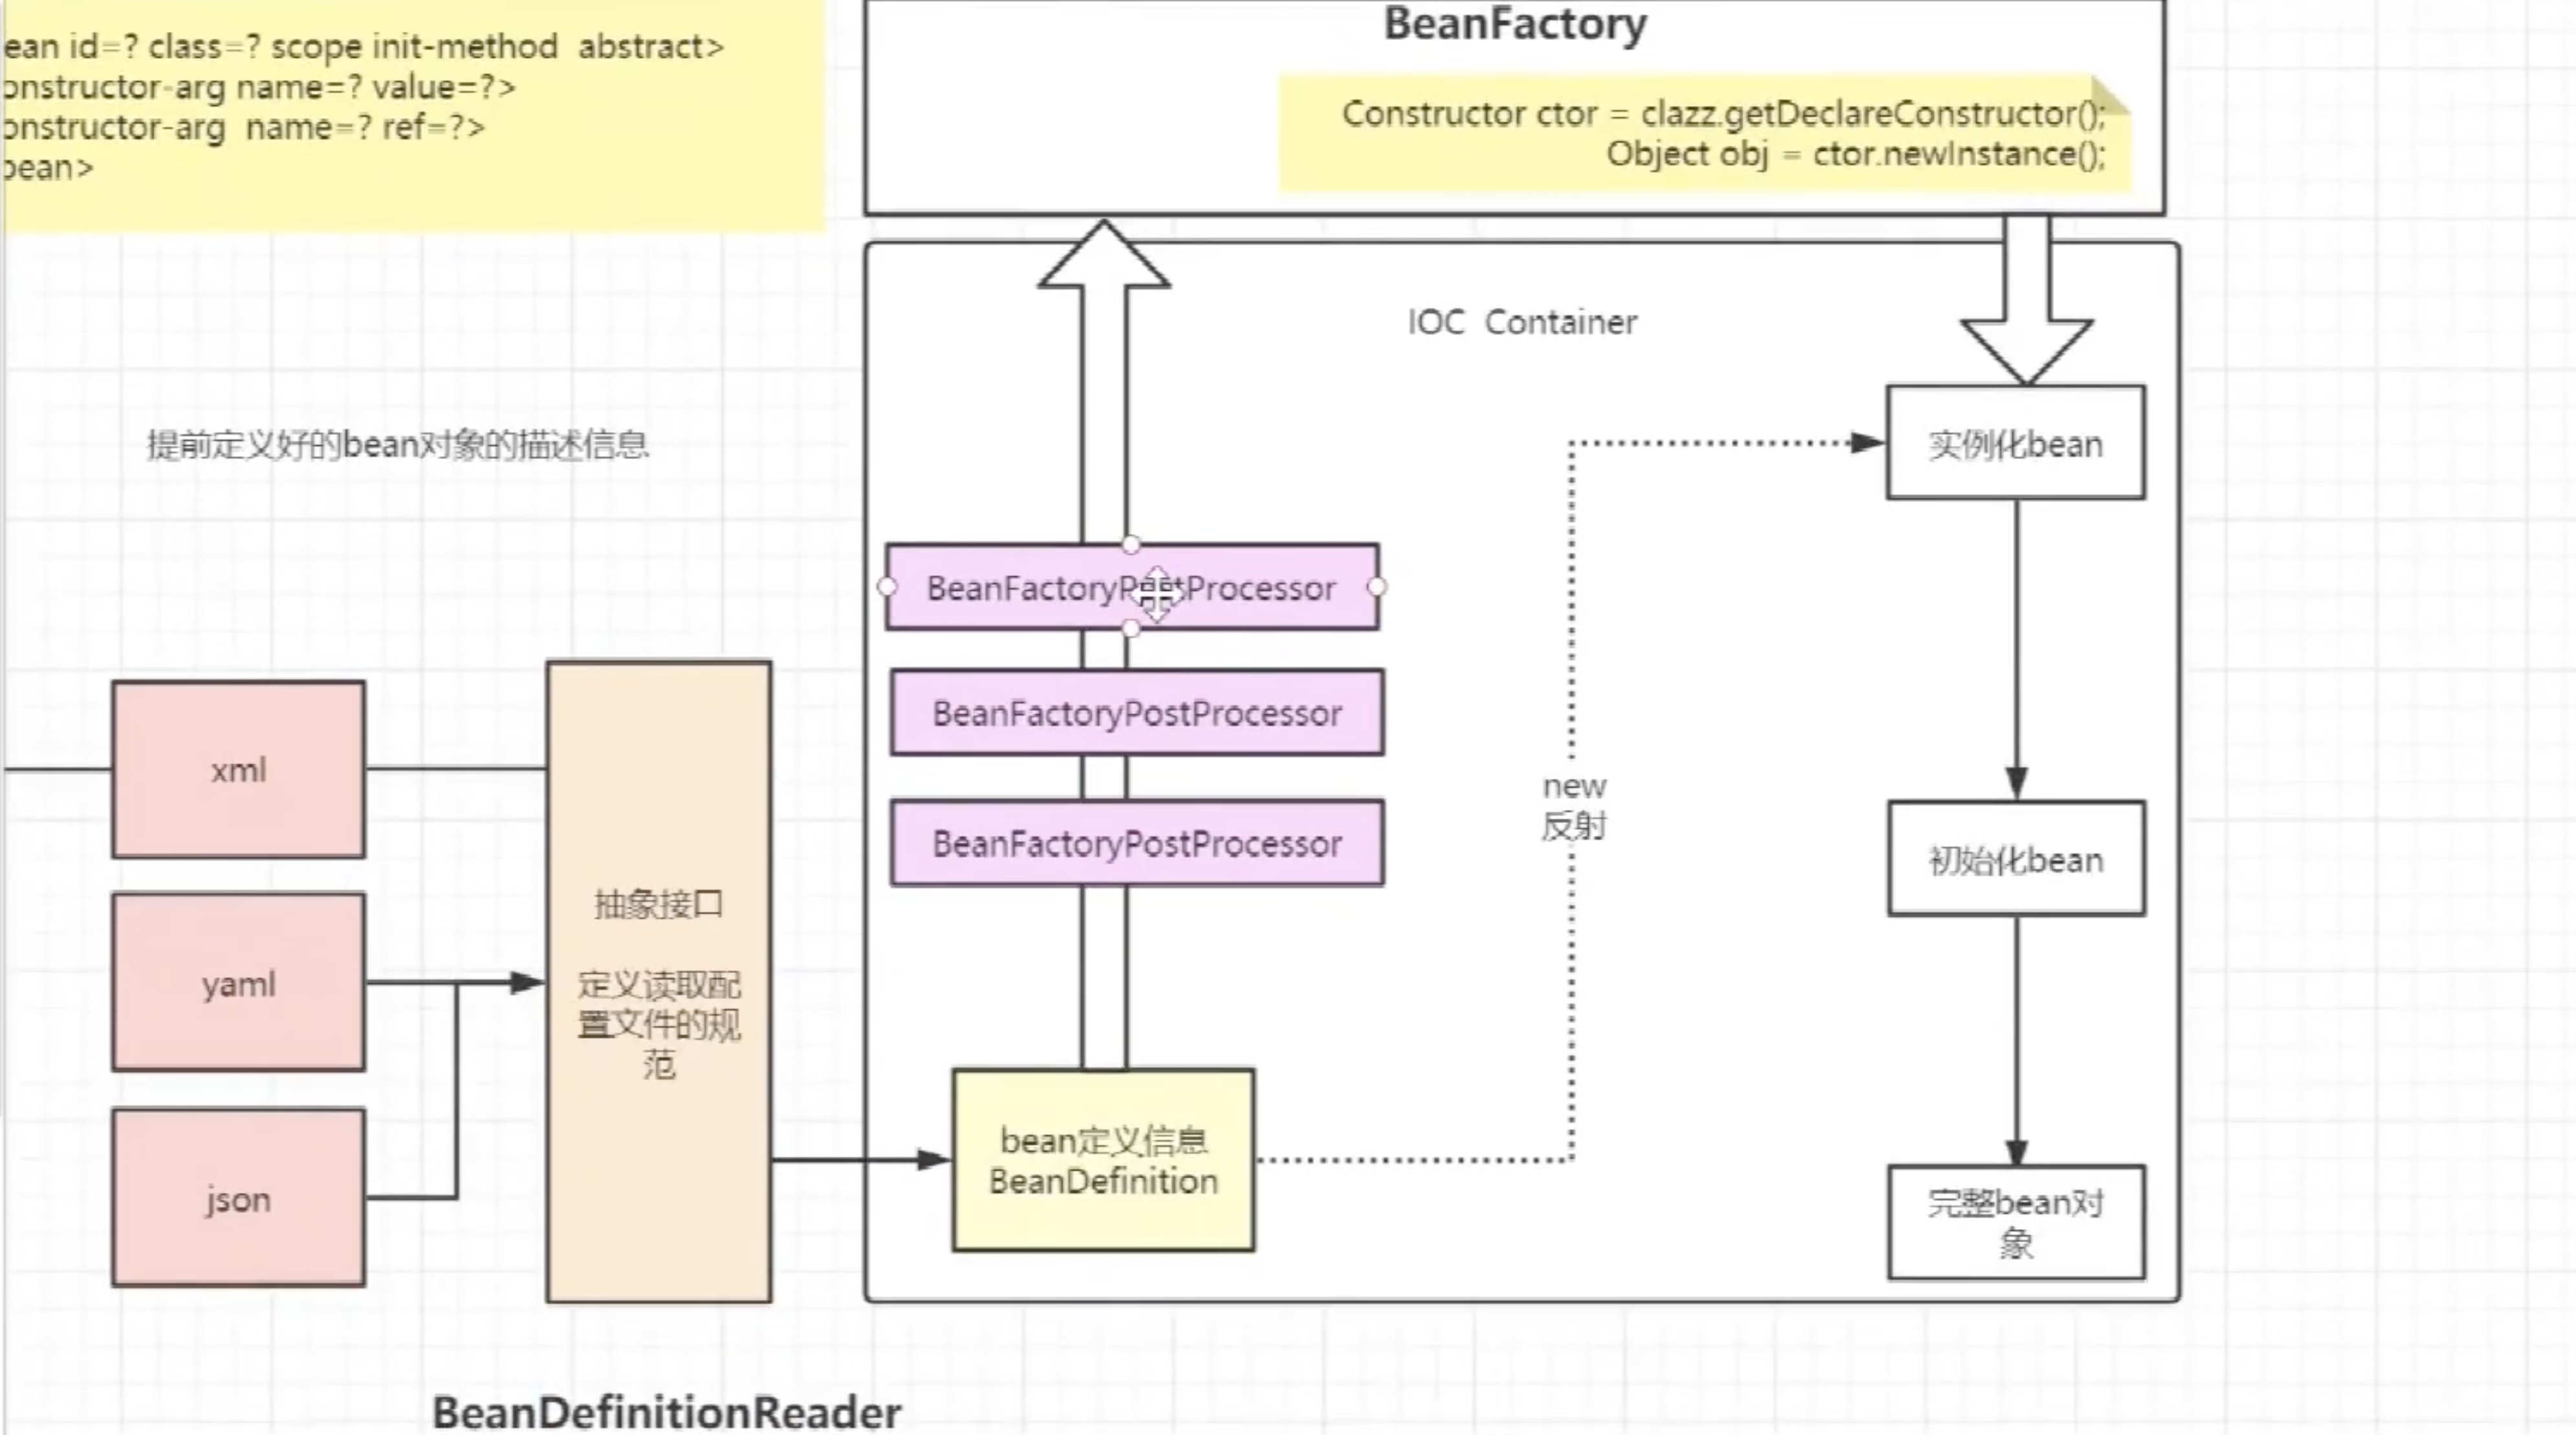 ean id=? class=? scope init-method abstract>
onstructor-arg name=? value=?>
onstructor-arg name=? ref=?>
bean>
BeanFactory
Constructor ctor = clazz.getDeclareConstructor();
Object obj = ctor.newInstance();
IOC Container
提前定义好的bean对象的描述信息
实例化bean
BeanFactoryPostProcessor
BeanFactoryPostProcessor
BeanFactoryPostProcessor
xml
yaml
json
抽象接口
定义读取配
置文件的规
范
new
反射
初始化bean
bean定义信息
BeanDefinition
完整bean对
象
BeanDefinitionReader